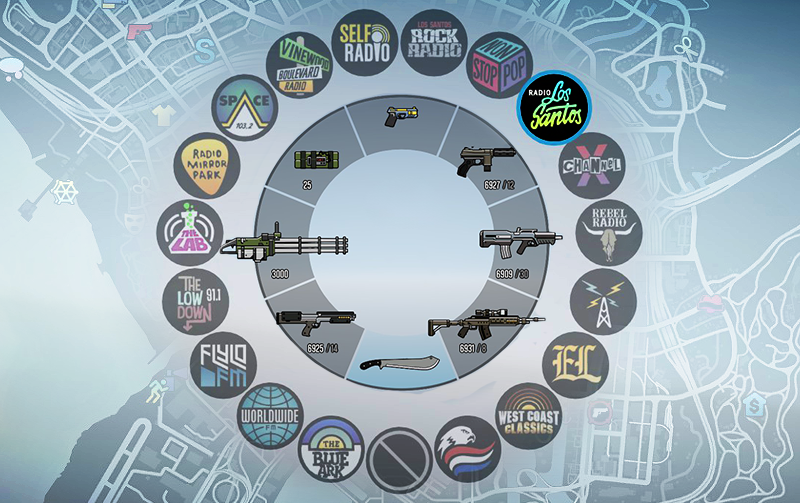 SELF
RADIO
LOS SANTOS
ROCK
RADIO
NON
STOP
POP
RADIO
Los
Santos
CHANNEL
X
REBEL
RADIO
EL
WEST COAST
CLASSICS
THE
BLUE
ARK
WORLDWIDE
FM
FLYLO
FM
THE
LOW
DOWN
91.1
THE
LAB
RADIO
MIRROR
PARK
SPACE
103.2
VINEWOOD
BOULEVARD
RADIO
6927 / 12
6909 / 30
6931 / 8
6925 / 14
3000
25
S
S